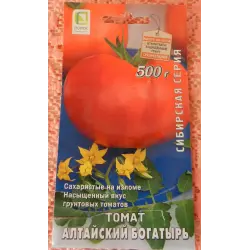 500 г
СИБИРСКАЯ СЕРИЯ
Сахаристые на изломе
Насыщенный вкус
грунтовых томатов
ТОМАТ
АЛТАЙСКИЙ БОГАТЫРЬ